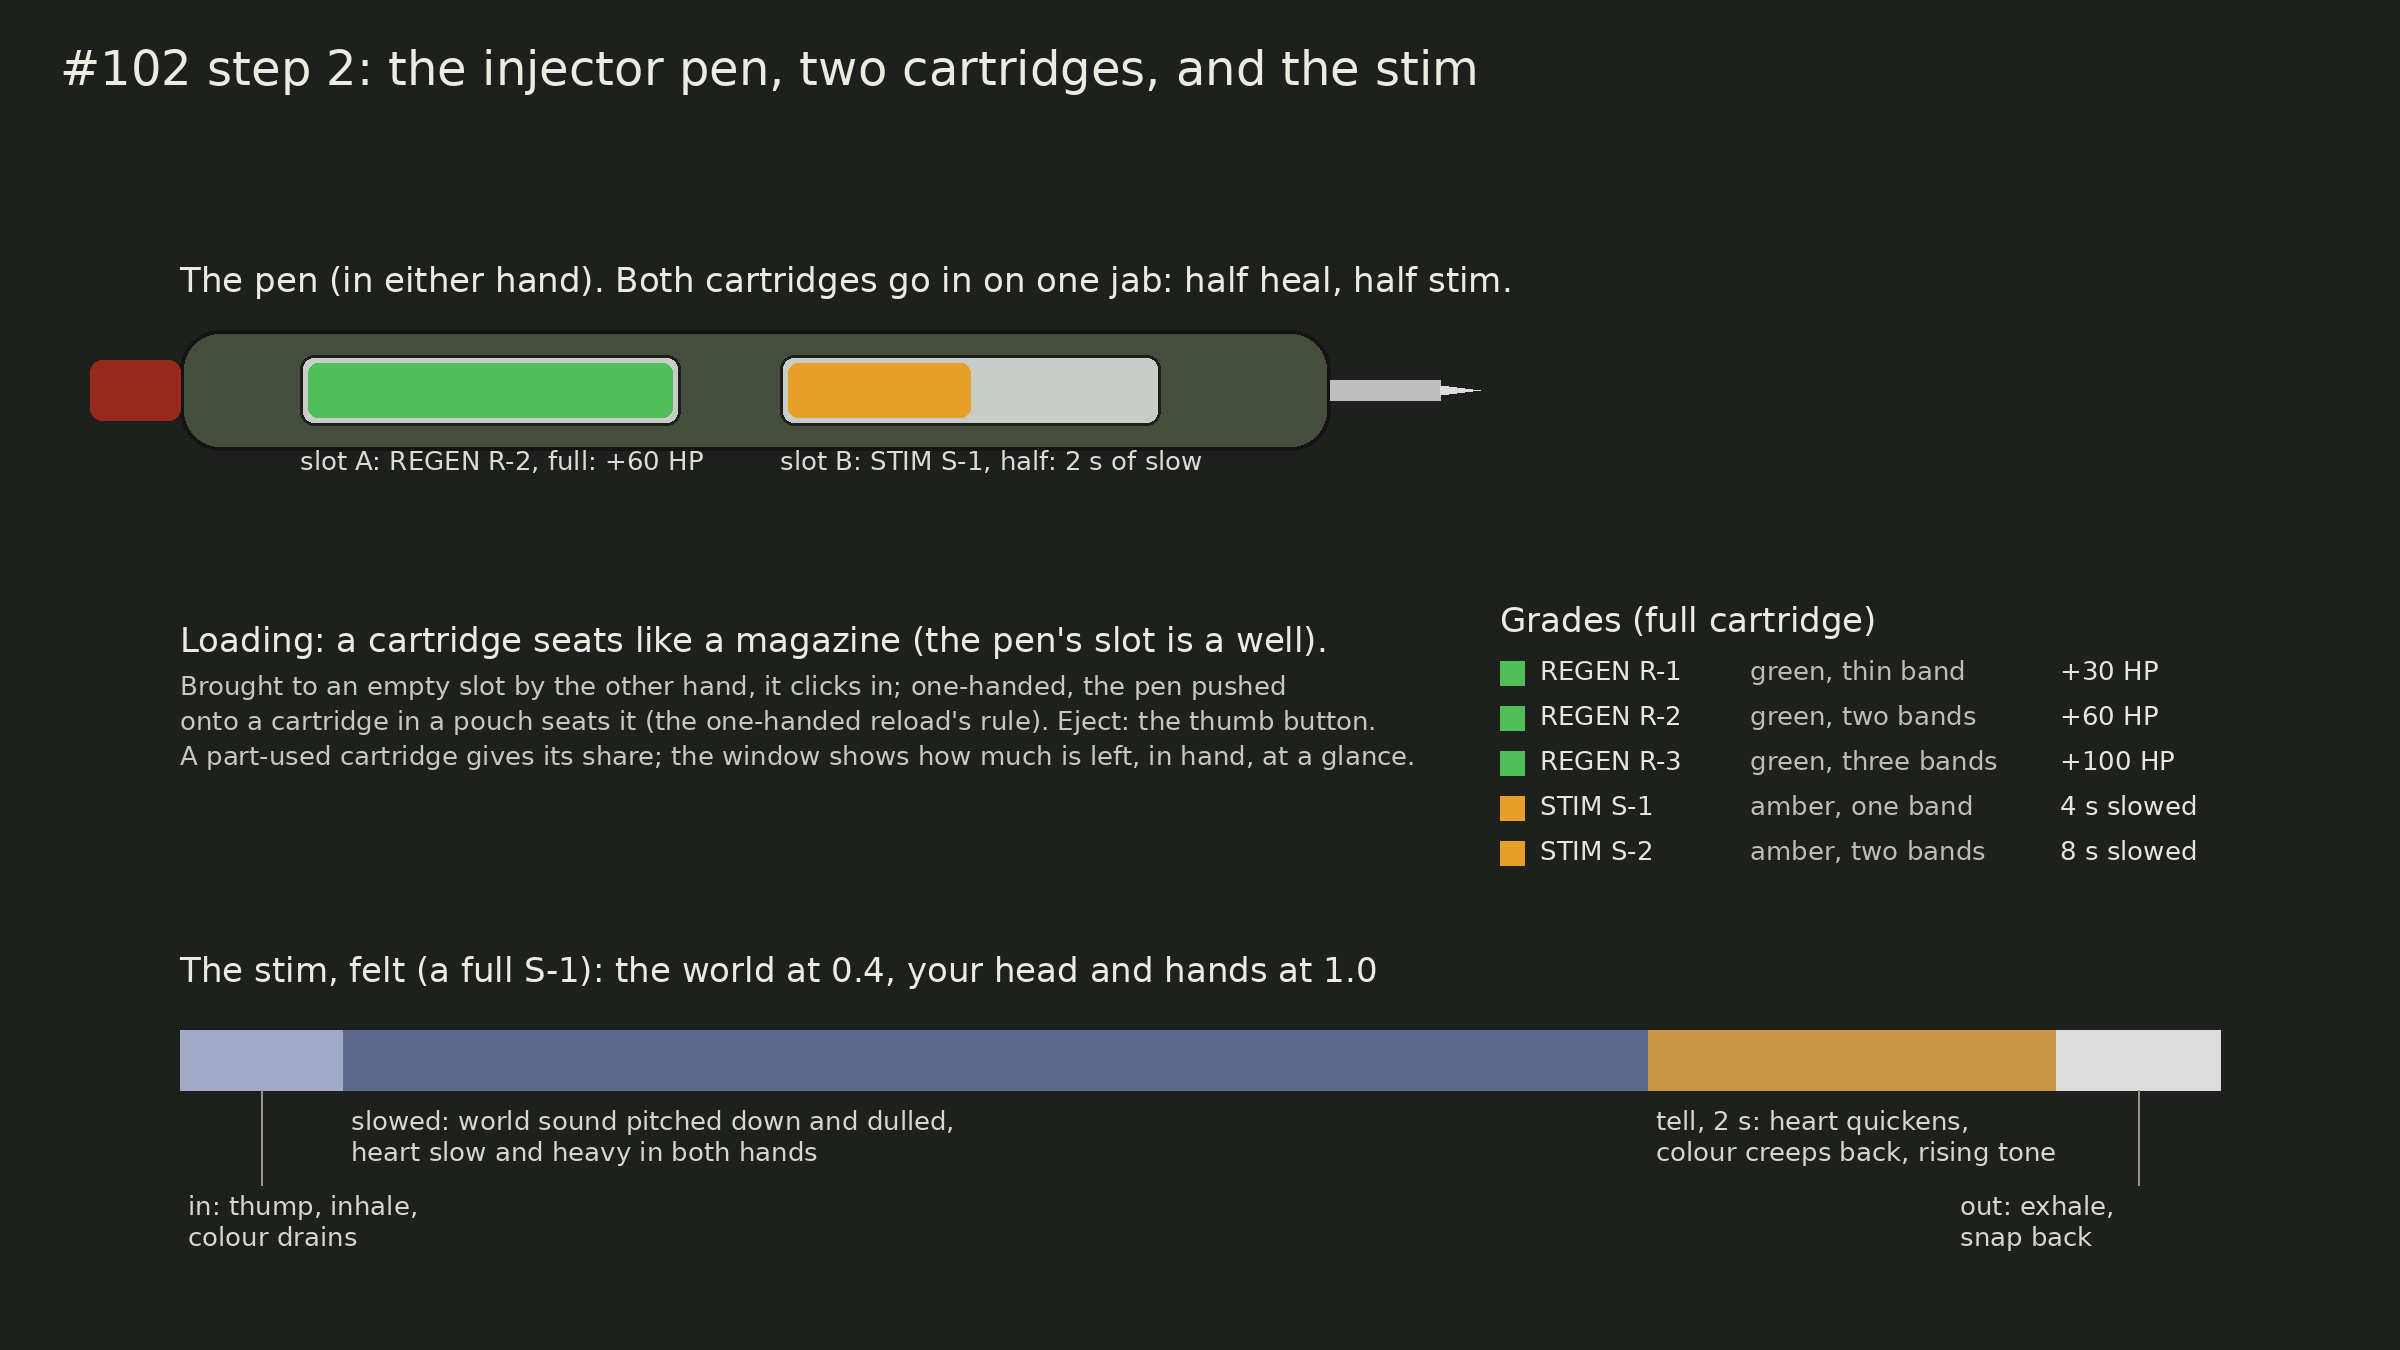 #102 step 2: the injector pen, two cartridges, and the stim
The pen (in either hand). Both cartridges go in on one jab: half heal, half stim.
slot A: REGEN R-2, full: +60 HP
slot B: STIM S-1, half: 2 s of slow
Loading: a cartridge seats like a magazine (the pen's slot is a well).
Brought to an empty slot by the other hand, it clicks in; one-handed, the pen pushed
onto a cartridge in a pouch seats it (the one-handed reload's rule). Eject: the thumb button.
A part-used cartridge gives its share; the window shows how much is left, in hand, at a glance.
Grades (full cartridge)
REGEN R-1 green, thin band +30 HP
REGEN R-2 green, two bands +60 HP
REGEN R-3 green, three bands +100 HP
STIM S-1 amber, one band 4 s slowed
STIM S-2 amber, two bands 8 s slowed
The stim, felt (a full S-1): the world at 0.4, your head and hands at 1.0
slowed: world sound pitched down and dulled,
heart slow and heavy in both hands
tell, 2 s: heart quickens,
colour creeps back, rising tone
in: thump, inhale,
colour drains
out: exhale,
snap back